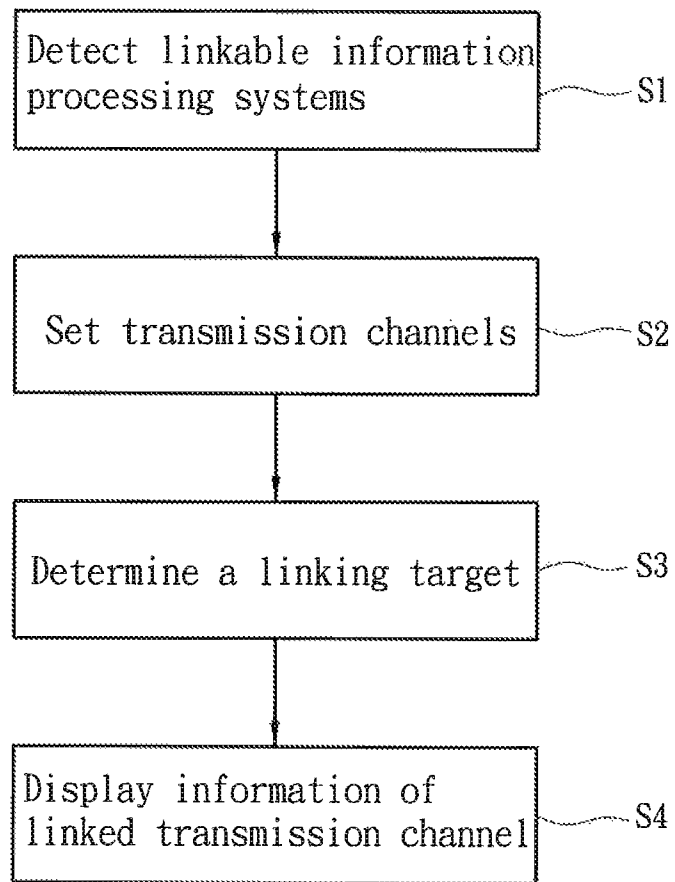 Detect linkable information
processing systems
S1
Set transmission channels
S2
Determine a linking target
S3
Display information of
linked transmission channel
S4